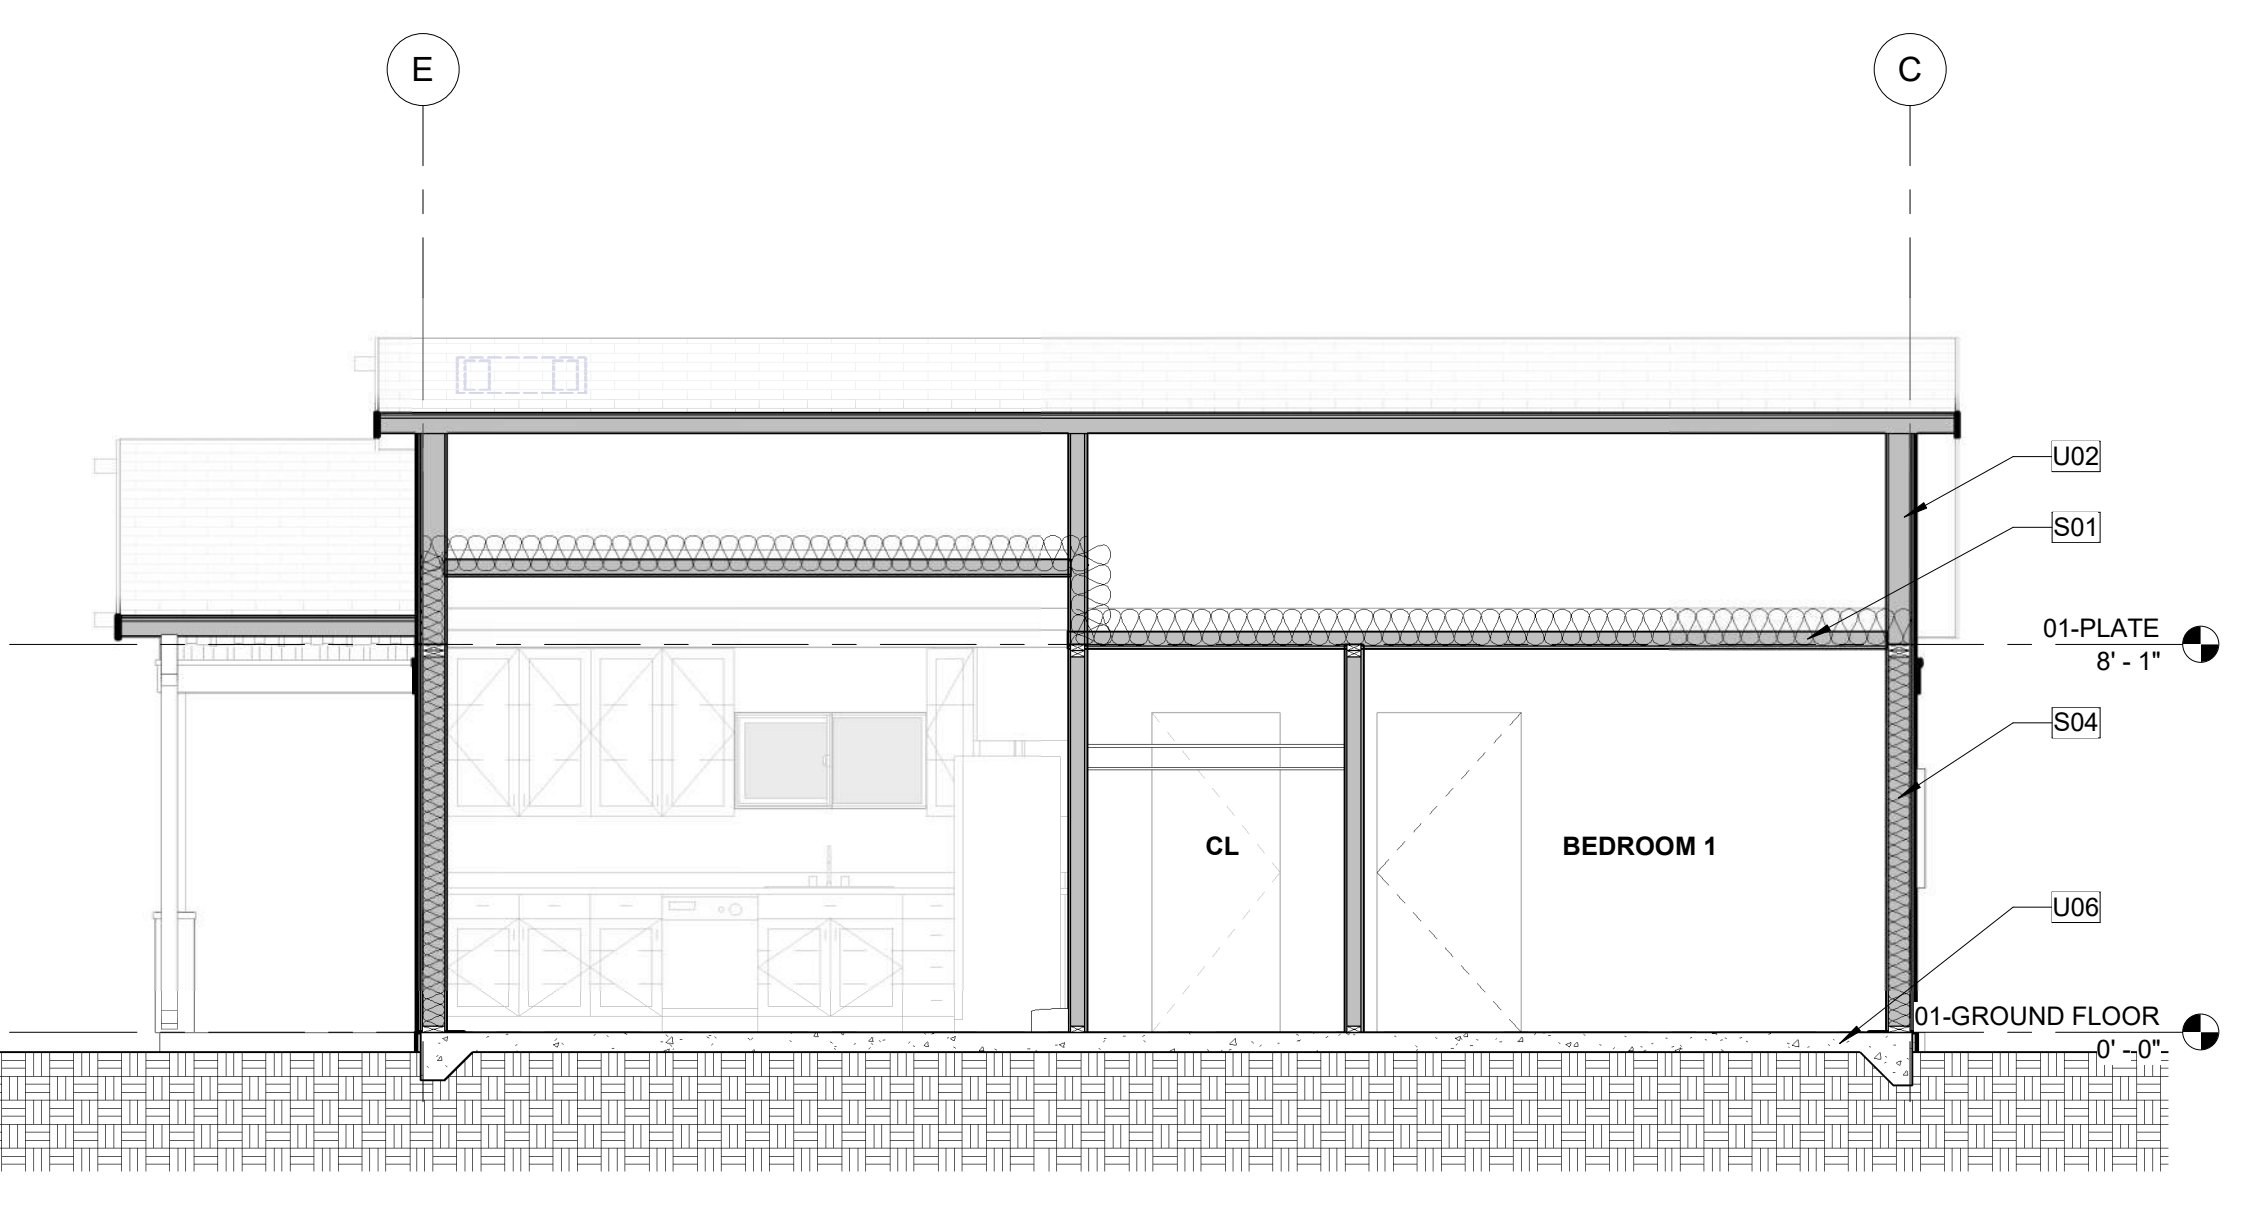 E
C
U02
S01
01-PLATE
8' - 1"
S04
CL
BEDROOM 1
U06
01-GROUND FLOOR
0' - 0"